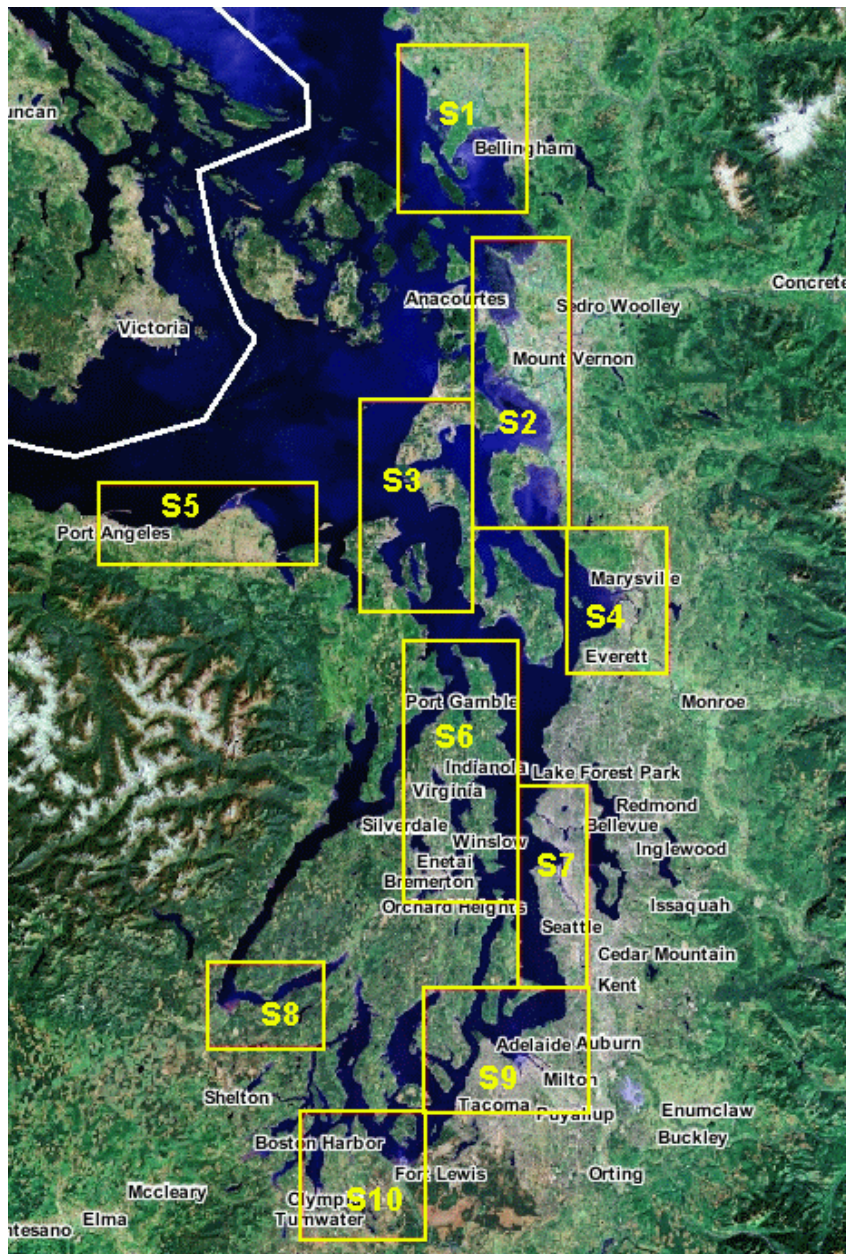 uncan
S1
Bellingham
Concrete
Anacourtes
Sedro Woolley
Victoria
Mount Vernon
S2
S3
S5
Port Angeles
Marysville
S4
Everett
Port Gamble
Monroe
S6
Indianola
Lake Forest Park
Virginia
Redmond
Silverdale
Bellevue
Winslow
Inglewood
Enetai
S7
Bremerton
Orchard Heights
Issaquah
Seattle
Cedar Mountain
Kent
S8
Adelaide
Auburn
S9
Milton
Shelton
Tacoma
Puyallup
Enumclaw
Boston Harbor
Buckley
Fort Lewis
Orting
Mccleary
Olympia
S10
Elma
Tumwater
ntesano